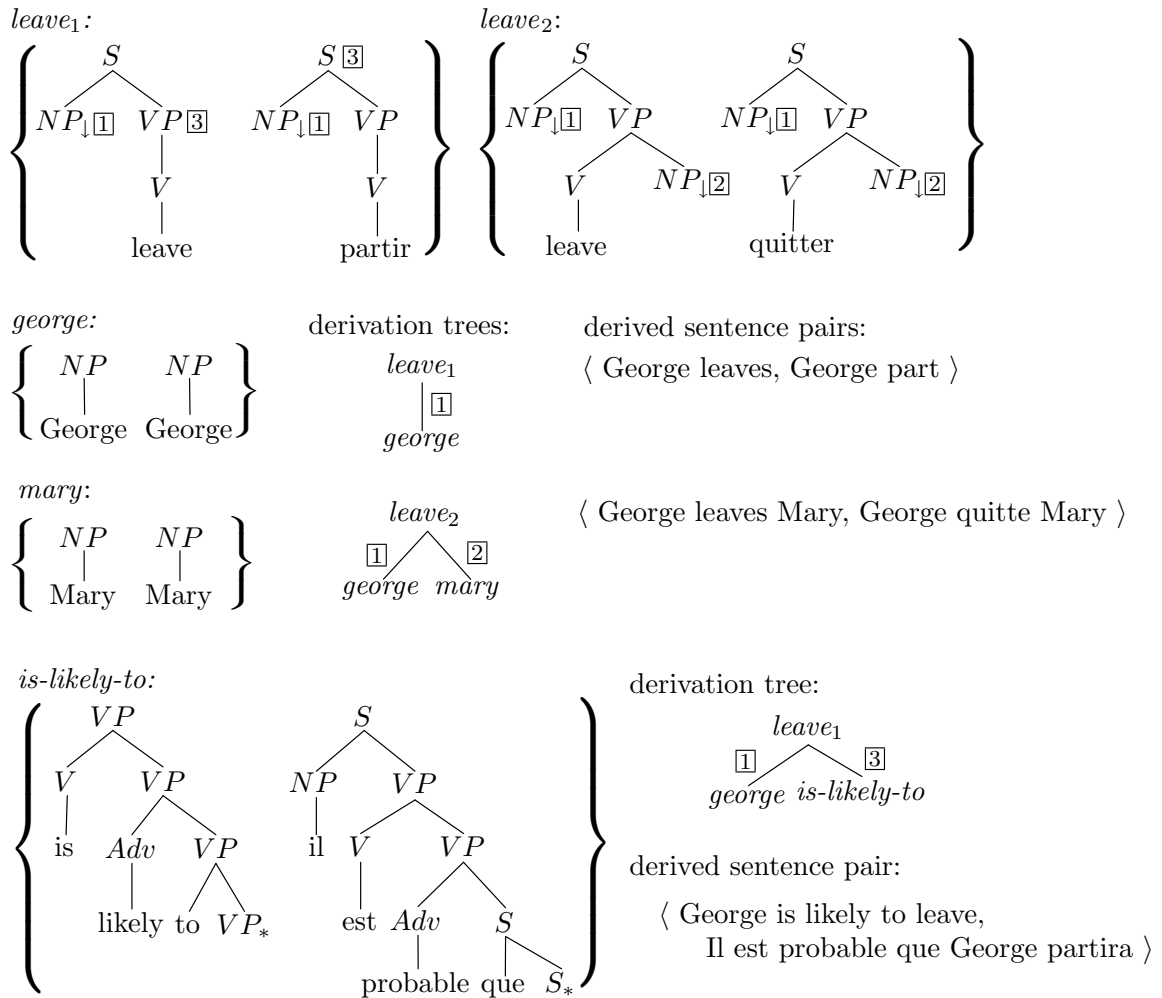 leave₁: leave₂:
S S 3 S S
NP↓ 1 VP 3 NP↓ 1 VP NP↓ 1 VP NP↓ 1 VP
V V V NP↓ 2 V NP↓ 2
leave partir leave quitter
george: derivation trees: derived sentence pairs:
NP NP leave₁ ⟨ George leaves, George part ⟩
1
George George george
mary: leave₂ ⟨ George leaves Mary, George quitte Mary ⟩
NP NP 1 2
Mary Mary george mary
is-likely-to: derivation tree:
VP S leave₁
V VP NP VP 1 3
george is-likely-to
is Adv VP il V VP
derived sentence pair:
likely to VP* est Adv S ⟨ George is likely to leave,
Il est probable que George partira ⟩
probable que S*